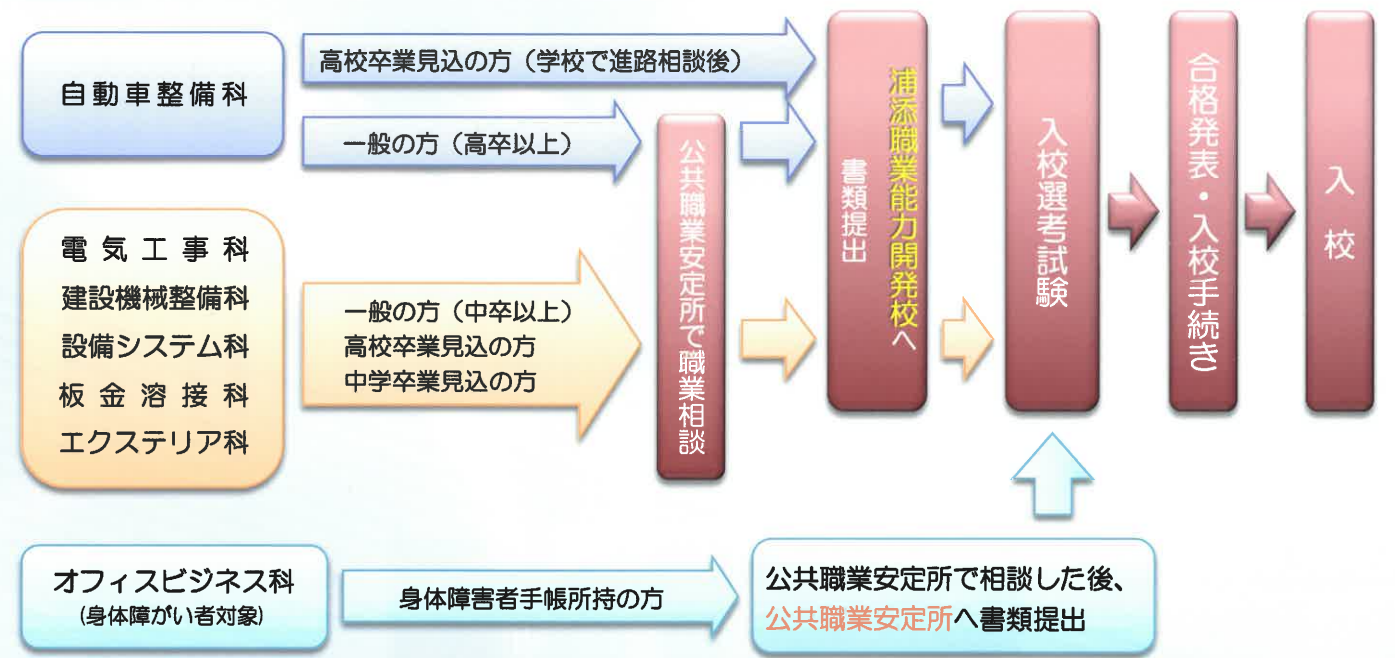 自動車整備科
高校卒業見込の方（学校で進路相談後）
一般の方（高卒以上）
電気工事科
建設機械整備科
設備システム科
板金溶接科
エクステリア科
一般の方（中卒以上）
高校卒業見込の方
中学卒業見込の方
公共職業安定所で職業相談
浦添職業能力開発校へ
書類提出
入校選考試験
合格発表・入校手続き
入校
オフィスビジネス科
(身体障がい者対象)
身体障害者手帳所持の方
公共職業安定所で相談した後、
公共職業安定所へ書類提出